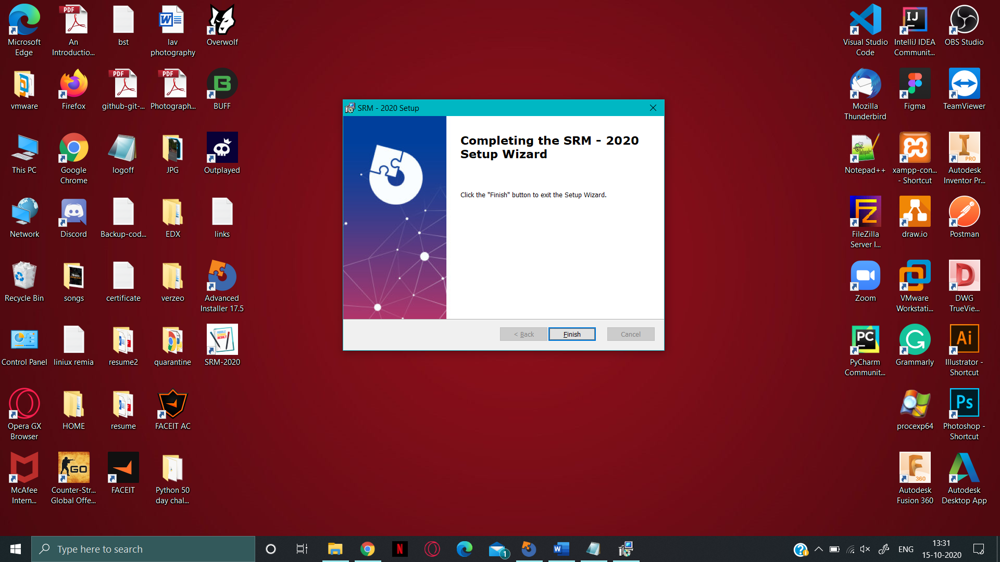 Microsoft
Edge
An
Introductio...
bst
lav
photography
Overwolf
vmware
Firefox
github-git-...
Photograph...
BUFF
This PC
Google
Chrome
logoff
JPG
Outplayed
Network
Discord
Backup-cod...
EDX
links
Recycle Bin
songs
certificate
verzeo
Advanced
Installer 17.5
Control Panel
liniux remia
resume2
quarantine
SRM-2020
Opera GX
Browser
HOME
resume
FACEIT AC
McAfee
Intern...
Counter-Str...
Global Offe...
FACEIT
Python 50
day chal...
SRM - 2020 Setup
Completing the SRM - 2020
Setup Wizard
Click the "Finish" button to exit the Setup Wizard.
< Back
Finish
Cancel
Visual Studio
Code
IntelliJ IDEA
Communit...
OBS Studio
Mozilla
Thunderbird
Figma
TeamViewer
Notepad++
xampp-con...
- Shortcut
Autodesk
Inventor Pr...
FileZilla
Server I...
draw.io
Postman
Zoom
VMware
Workstati...
DWG
TrueVie...
PyCharm
Communit...
Grammarly
Illustrator -
Shortcut
procexp64
Photoshop -
Shortcut
Autodesk
Fusion 360
Autodesk
Desktop App
Type here to search
1
ENG
13:31
15-10-2020